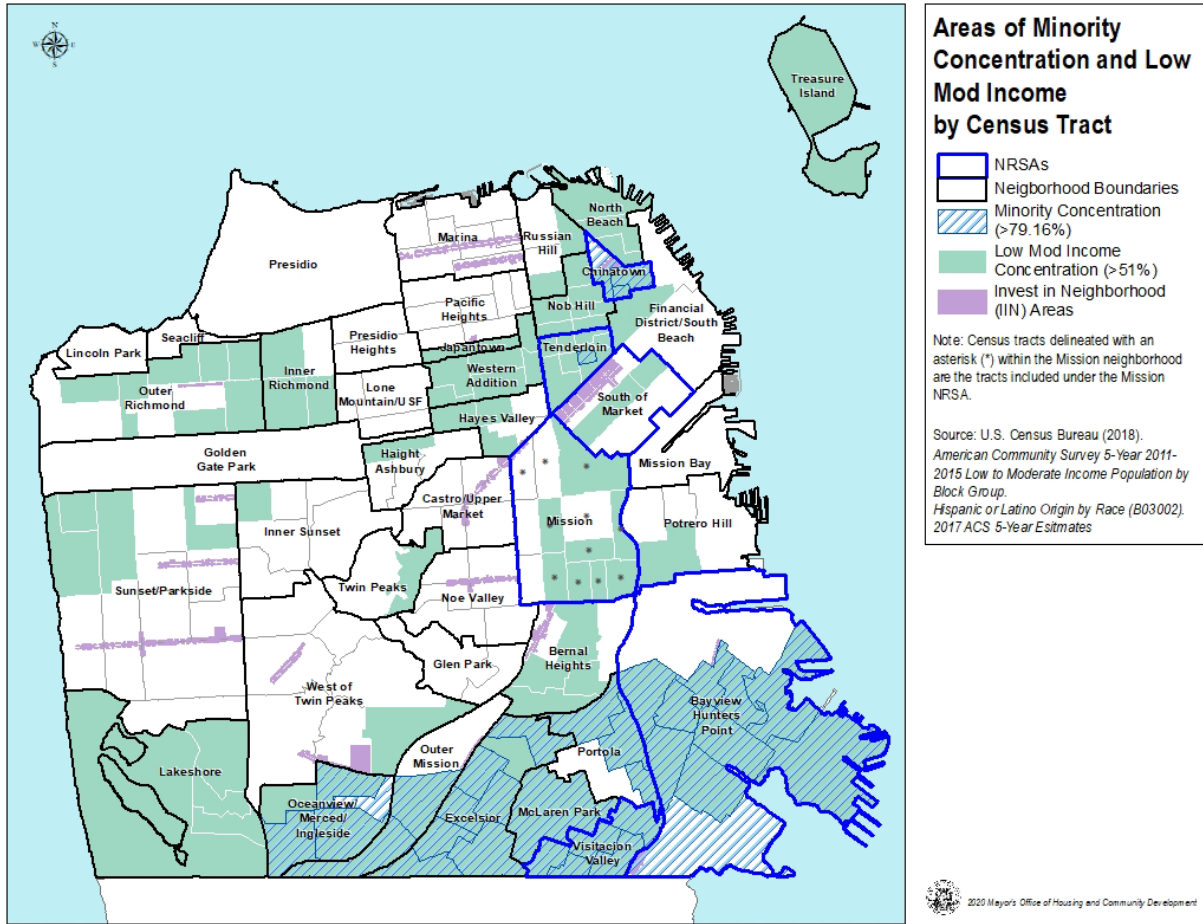 Areas of Minority
Concentration and Low
Mod Income
by Census Tract
NRSAs
Neigborhood Boundaries
Minority Concentration
(>79.16%)
Low Mod Income
Concentration (>51%)
Invest in Neighborhood
(IIN) Areas
Note: Census tracts delineated with an
asterisk (*) within the Mission neighborhood
are the tracts included under the Mission
NRSA.
Source: U.S. Census Bureau (2018).
American Community Survey 5-Year 2011-
2015 Low to Moderate Income Population by
Block Group.
Hispanic or Latino Origin by Race (B03002).
2017 ACS 5-Year Esitmates
2020 Mayor's Office of Housing and Community Development
N
W
E
S
Treasure
Island
North
Beach
Marina
Russian
Hill
Presidio
Chinatown
Pacific
Heights
Nob Hill
Financial
District/South
Beach
Seacliff
Lincoln Park
Presidio
Heights
Japantown
Tenderloin
Inner
Richmond
Western
Addition
Outer
Richmond
Lone
Mountain/USF
South of
Market
Hayes Valley
Golden
Gate Park
Haight
Ashbury
Mission Bay
Castro/Upper
Market
Mission
Potrero Hill
Inner Sunset
Sunset/Parkside
Twin Peaks
Noe Valley
Glen Park
Bernal
Heights
West of
Twin Peaks
Bayview
Hunters
Point
Outer
Mission
Portola
Lakeshore
Oceanview/
Merced/
Ingleside
Excelsior
McLaren Park
Visitacion
Valley